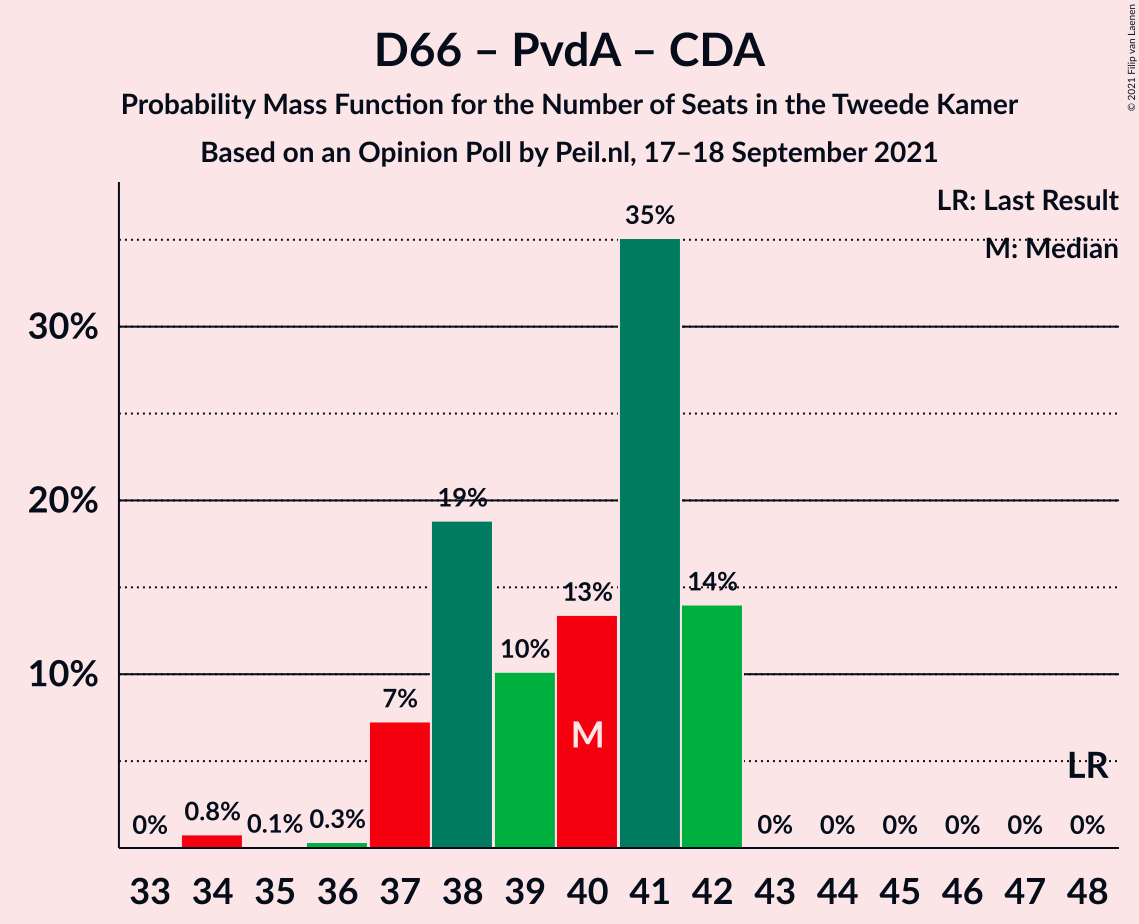 D66 – PvdA – CDA
Probability Mass Function for the Number of Seats in the Tweede Kamer
Based on an Opinion Poll by Peil.nl, 17–18 September 2021
© 2021 Filip van Laenen
LR: Last Result
M: Median
35%
30%
20%
10%
0%
0.8%
0.1%
0.3%
7%
19%
10%
13%
14%
0%
0%
0%
0%
0%
0%
M
LR
33 34 35 36 37 38 39 40 41 42 43 44 45 46 47 48